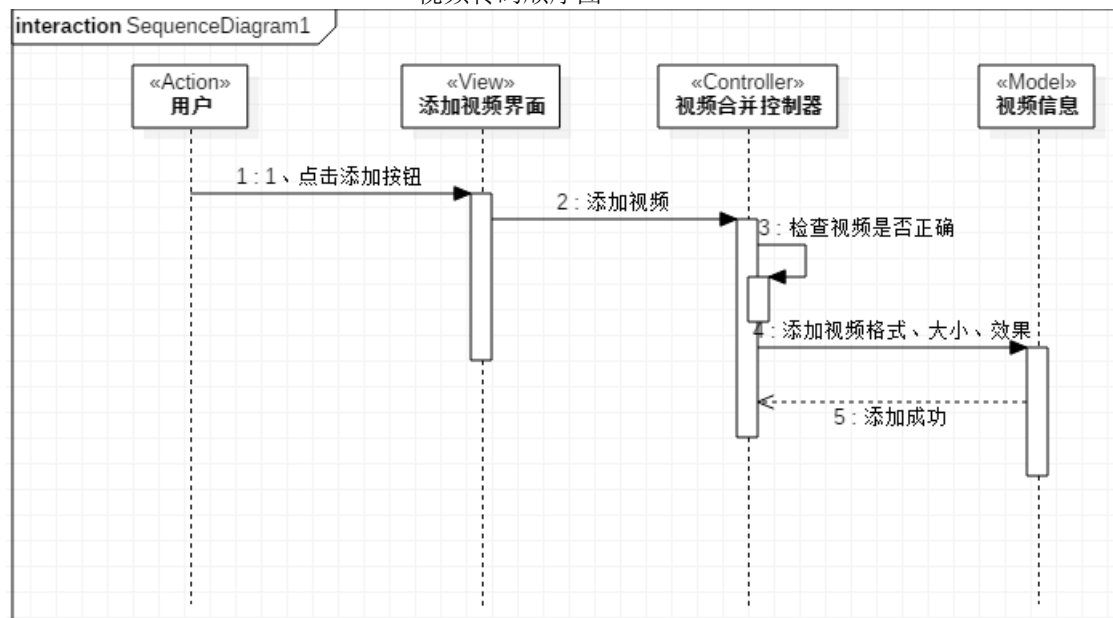 interaction SequenceDiagram1
«Action»
用户
«View»
添加视频界面
«Controller»
视频合并控制器
«Model»
视频信息
1 : 1、点击添加按钮
2 : 添加视频
3 : 检查视频是否正确
4 : 添加视频格式、大小、效果
5 : 添加成功